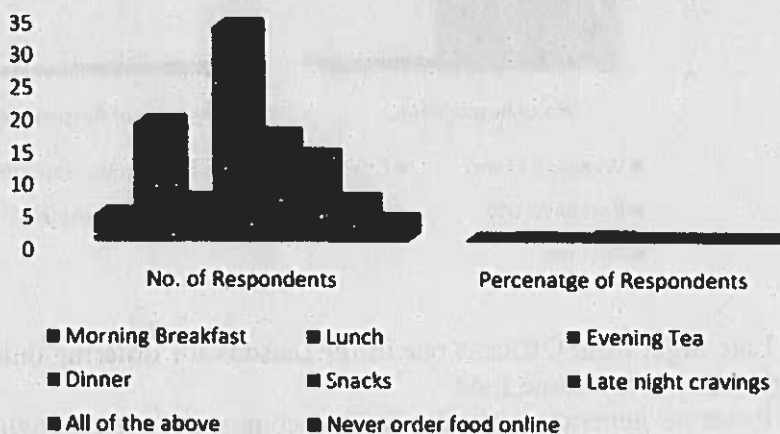 35
30
25
20
15
10
5
0
No. of Respondents Percenatge of Respondents
Morning Breakfast Lunch Evening Tea
Dinner Snacks Late night cravings
All of the above Never order food online